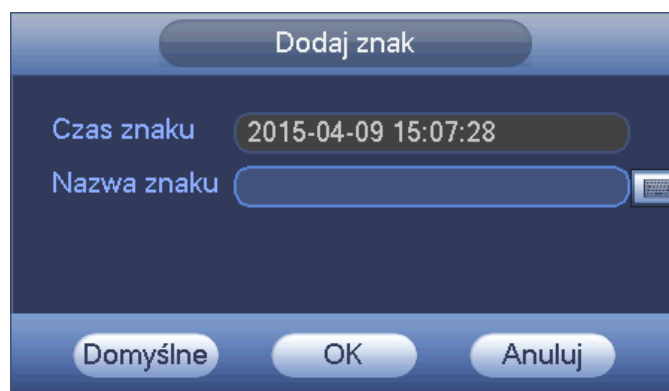 Dodaj znak
Czas znaku 2015-04-09 15:07:28
Nazwa znaku
Domyślne OK Anuluj